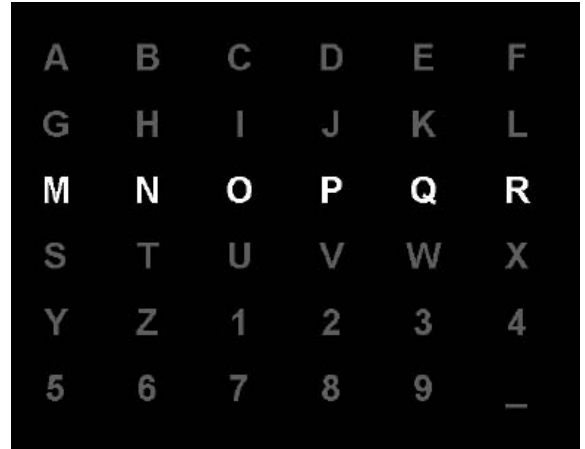 A B C D E F
G H I J K L
M N O P Q R
S T U V W X
Y Z 1 2 3 4
5 6 7 8 9 _